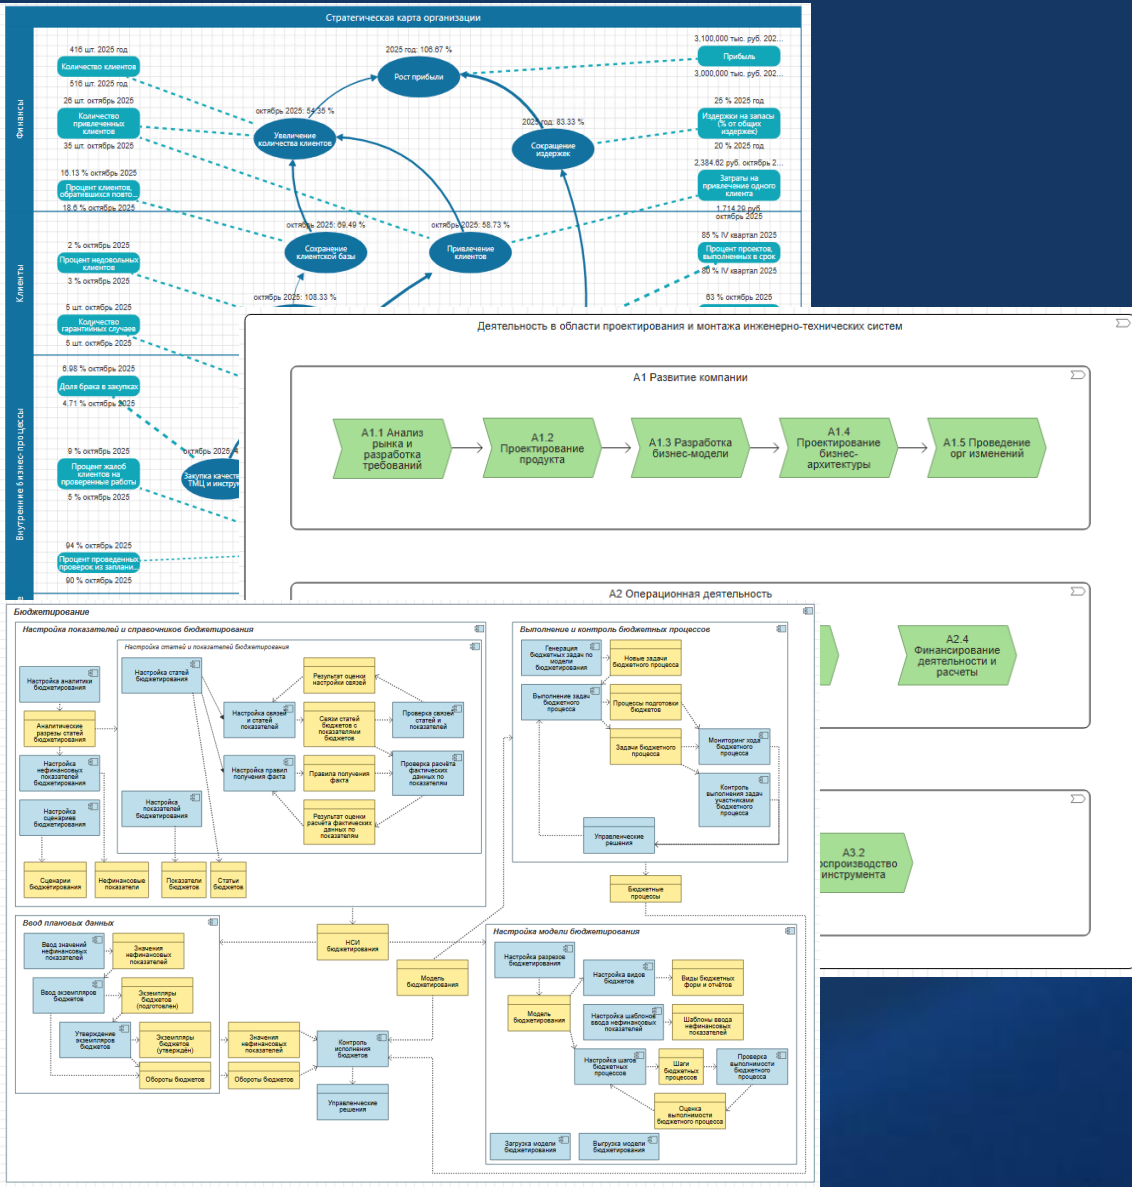 Стратегическая карта организации
Финансы
Клиенты
Внутренние бизнес-процессы
416 шт. 2025 год
Количество клиентов
516 шт. 2025 год
26 шт. октябрь 2025
Количество
привлеченных
клиентов
35 шт. октябрь 2025
16.13 % октябрь 2025
Процент клиентов,
обратившихся повто...
18.6 % октябрь 2025
2 % октябрь 2025
Процент недовольных
клиентов
3 % октябрь 2025
5 шт. октябрь 2025
Количество
гарантийных случаев
5 шт. октябрь 2025
6.98 % октябрь 2025
Доля брака в закупках
4.71 % октябрь 2025
9 % октябрь 2025
Процент жалоб
клиентов на
проверенные работы
5 % октябрь 2025
94 % октябрь 2025
Процент проведенных
проверок из заплани...
90 % октябрь 2025
2025 год: 106.67 %
Рост прибыли
октябрь 2025: 54.35 %
Увеличение
количества клиентов
2025 год: 83.33 %
Сокращение
издержек
октябрь 2025: 69.49 %
Сохранение
клиентской базы
октябрь 2025: 58.73 %
Привлечение
клиентов
октябрь 2025: 108.33 %
октябрь 2025: 4
Закупка качеств
ТМЦ и инструм
3,100,000 тыс. руб. 202...
Прибыль
3,000,000 тыс. руб. 202...
25 % 2025 год
Издержки на запасы
(% от общих
издержек)
20 % 2025 год
2,384.62 руб. октябрь 2...
Затраты на
привлечение одного
клиента
1,714.29 руб.
октябрь 2025
85 % IV квартал 2025
Процент проектов,
выполненных в срок
80 % IV квартал 2025
63 % октябрь 2025
Деятельность в области проектирования и монтажа инженерно-технических систем
A1 Развитие компании
A1.1 Анализ
рынка и
разработка
требований
A1.2
Проектирование
продукта
A1.3 Разработка
бизнес-модели
A1.4
Проектирование
бизнес-
архитектуры
A1.5 Проведение
орг изменений
A2 Операционная деятельность
A2.4
Финансирование
деятельности и
расчеты
A3.2
оспроизводство
инструмента
Бюджетирование
Настройка показателей и справочников бюджетирования
Настройка статей и показателей бюджетирования
Настройка аналитики
бюджетирования
Аналитические
разрезы статей
бюджетирования
Настройка
нефинансовых
показателей
бюджетирования
Настройка
сценариев
бюджетирования
Настройка статей
бюджетирования
Настройка
показателей
бюджетирования
Результат оценки
настройки связей
Настройка связей
и статей
показателей
Связи статей
бюджетов с
показателями
бюджетов
Проверка связей
статей и
показателей
Настройка правил
получения факта
Правила получения
факта
Проверка расчёта
фактических
данных по
показателям
Результат оценки
расчёта фактических
данных по
показателям
Сценарии
бюджетирования
Нефинансовые
показатели
Показатели
бюджетов
Статьи
бюджетов
Выполнение и контроль бюджетных процессов
Генерация
бюджетных задач по
модели
бюджетирования
Новые задачи
бюджетного процесса
Выполнение задач
бюджетного
процесса
Процессы подготовки
бюджетов
Задачи бюджетного
процесса
Мониторинг хода
бюджетного
процесса
Контроль
выполнения задач
участниками
бюджетного
процесса
Управленческие
решения
Бюджетные
процессы
Ввод плановых данных
Ввод значений
нефинансовых
показателей
Значения
нефинансовых
показателей
Ввод экземпляров
бюджетов
Экземпляры
бюджетов
(подготовлен)
Утверждение
экземпляров
бюджетов
Экземпляры
бюджетов
(утверждён)
Обороты бюджетов
НСИ
бюджетирования
Модель
бюджетирования
Значения
нефинансовых
показателей
Обороты бюджетов
Контроль
исполнения
бюджетов
Управленческие
решения
Настройка модели бюджетирования
Настройка разрезов
бюджетирования
Модель
бюджетирования
Настройка видов
бюджетов
Виды бюджетных
форм и отчётов
Настройка шаблонов
ввода нефинансовых
показателей
Шаблоны ввода
нефинансовых
показателей
Настройка шагов
бюджетных
процессов
Шаги
бюджетных
процессов
Проверка
выполнимости
бюджетного
процесса
Оценка
выполнимости
бюджетного процесса
Загрузка модели
бюджетирования
Выгрузка модели
бюджетирования